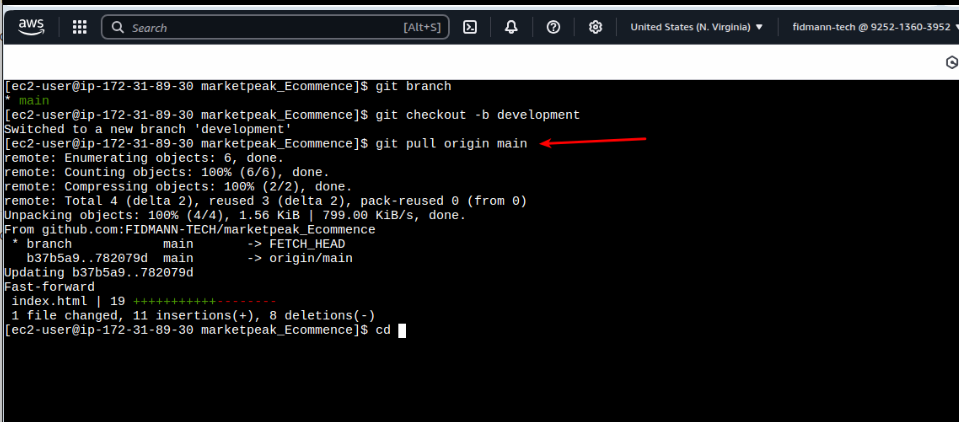 aws
Search [Alt+S] United States (N. Virginia) ▼ fidmann-tech @ 9252-1360-3952 ▼
[ec2-user@ip-172-31-89-30 marketpeak_Ecommence]$ git branch
* main
[ec2-user@ip-172-31-89-30 marketpeak_Ecommence]$ git checkout -b development
Switched to a new branch 'development'
[ec2-user@ip-172-31-89-30 marketpeak_Ecommence]$ git pull origin main
remote: Enumerating objects: 6, done.
remote: Counting objects: 100% (6/6), done.
remote: Compressing objects: 100% (2/2), done.
remote: Total 4 (delta 2), reused 3 (delta 2), pack-reused 0 (from 0)
Unpacking objects: 100% (4/4), 1.56 KiB | 799.00 KiB/s, done.
From github.com:FIDMANN-TECH/marketpeak_Ecommence
 * branch            main       -> FETCH_HEAD
   b37b5a9..782079d  main       -> origin/main
Updating b37b5a9..782079d
Fast-forward
 index.html | 19 +++++++++++--------
 1 file changed, 11 insertions(+), 8 deletions(-)
[ec2-user@ip-172-31-89-30 marketpeak_Ecommence]$ cd